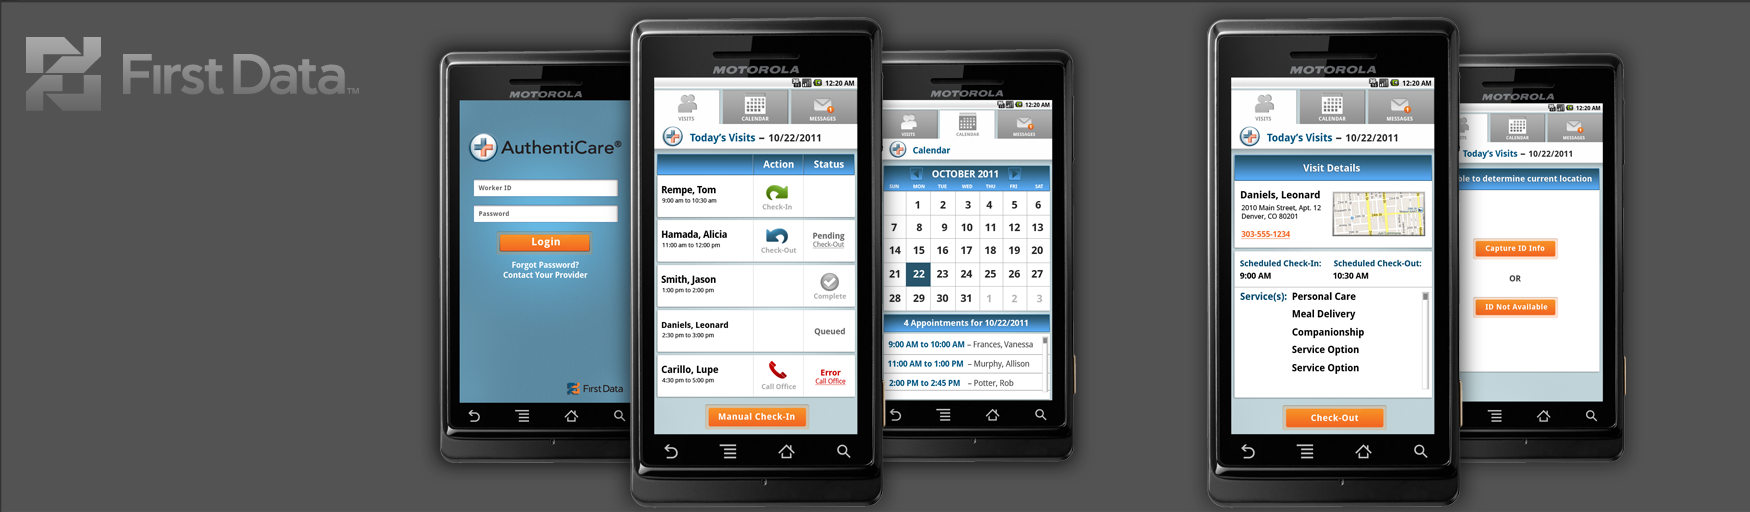 First Data™
MOTOROLA
AuthentiCare®
Worker ID
Password
Login
Forgot Password?
Contact Your Provider
First Data
MOTOROLA
12:20 AM
VISITS
CALENDAR
MESSAGES
Today's Visits – 10/22/2011
Action Status
Rempe, Tom
9:00 am to 10:30 am
Check-In
Hamada, Alicia
11:00 am to 12:00 pm
Check-Out
Pending
Check-Out
Smith, Jason
1:00 pm to 2:00 pm
Complete
Daniels, Leonard
2:30 pm to 3:00 pm
Queued
Carillo, Lupe
4:30 pm to 5:00 pm
Call Office
Error
Call Office
Manual Check-In
MOTOROLA
12:20 AM
VISITS
CALENDAR
MESSAGES
Calendar
OCTOBER 2011
SUN MON TUE WED THU FRI SAT
1 2 3 4 5 6
7 8 9 10 11 12 13
14 15 16 17 18 19 20
21 22 23 24 25 26 27
28 29 30 31 1 2 3
4 Appointments for 10/22/2011
9:00 AM to 10:00 AM – Frances, Vanessa
11:00 AM to 1:00 PM – Murphy, Allison
2:00 PM to 2:45 PM – Potter, Rob
MOTOROLA
12:20 AM
VISITS
CALENDAR
MESSAGES
Today's Visits – 10/22/2011
Visit Details
Daniels, Leonard
2010 Main Street, Apt. 12
Denver, CO 80201
303-555-1234
Scheduled Check-In:
9:00 AM
Scheduled Check-Out:
10:30 AM
Service(s): Personal Care
Meal Delivery
Companionship
Service Option
Service Option
Check-Out
MOTOROLA
12:20 AM
CALENDAR
MESSAGES
Today's Visits – 10/22/2011
to determine current location
Capture ID Info
OR
ID Not Available